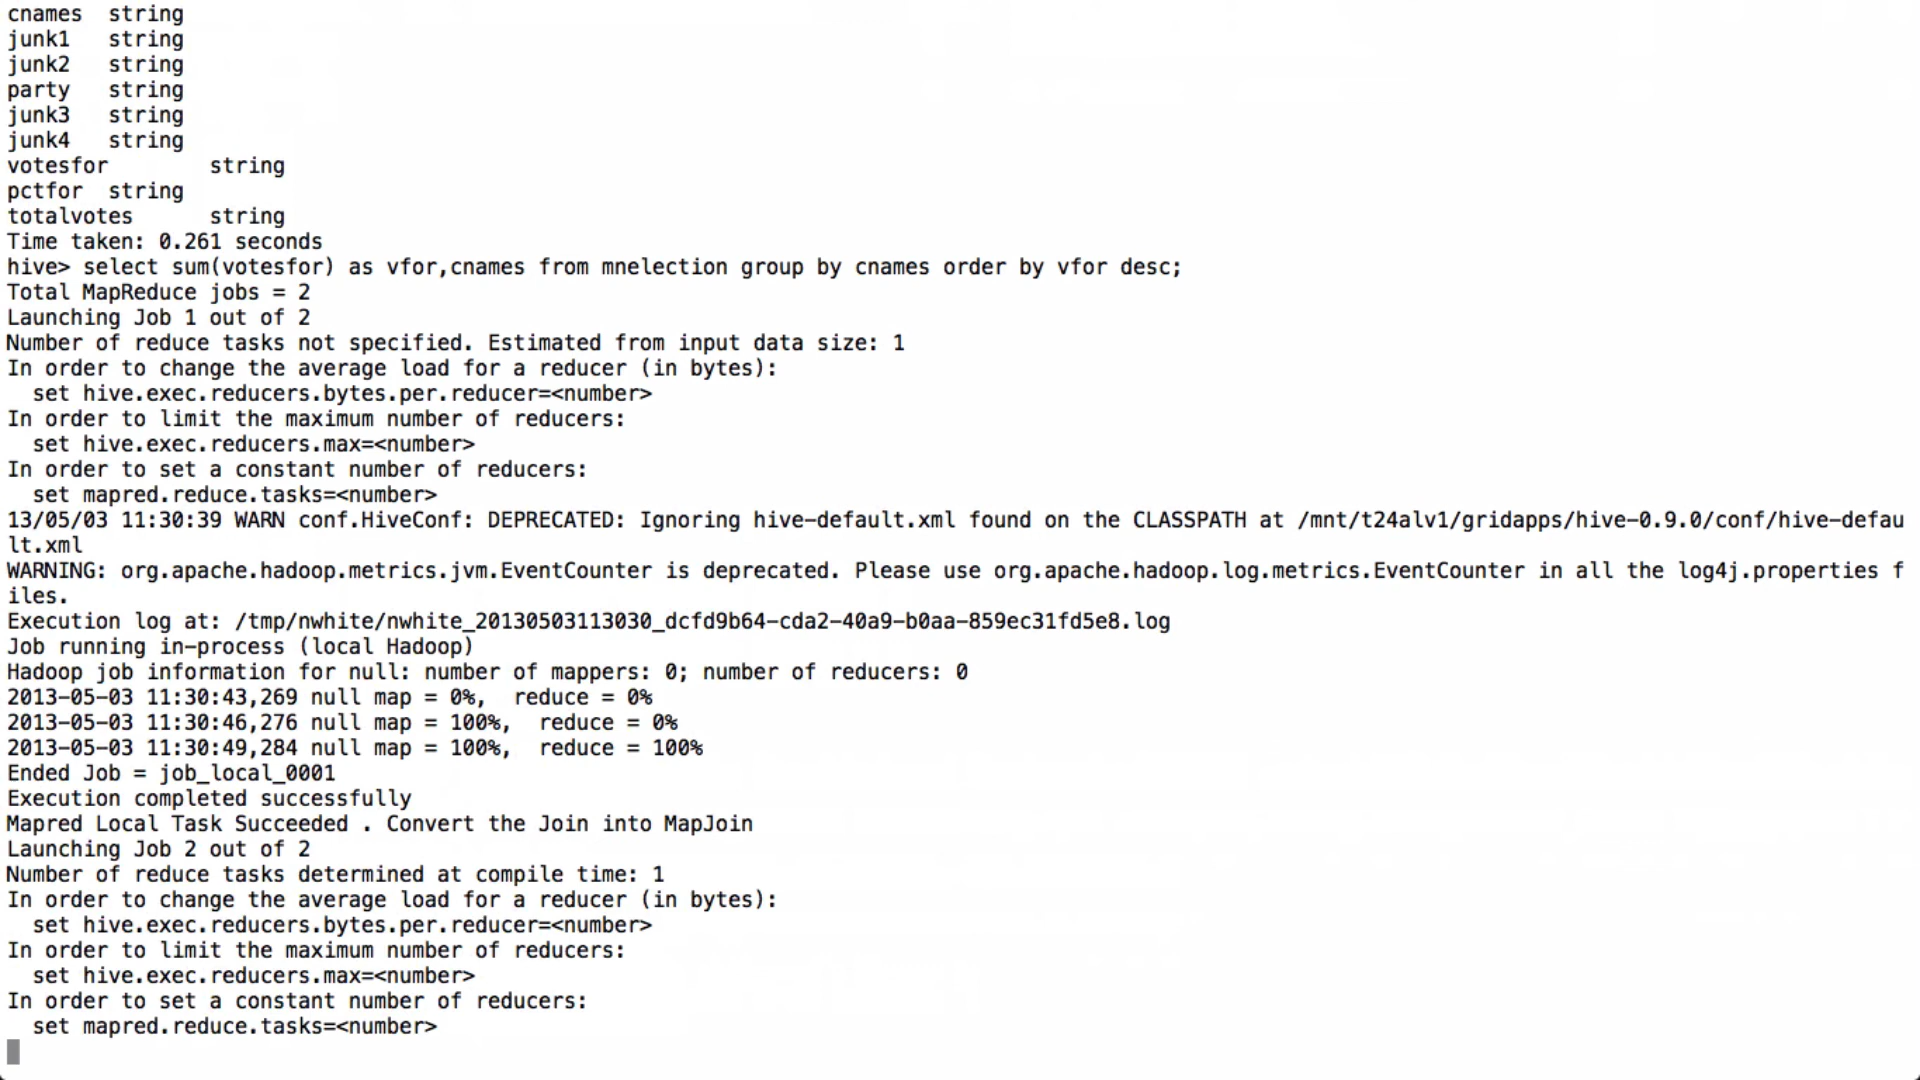 cnames  string
junk1   string
junk2   string
party   string
junk3   string
junk4   string
votesfor        string
pctfor  string
totalvotes      string
Time taken: 0.261 seconds
hive> select sum(votesfor) as vfor,cnames from mnelection group by cnames order by vfor desc;
Total MapReduce jobs = 2
Launching Job 1 out of 2
Number of reduce tasks not specified. Estimated from input data size: 1
In order to change the average load for a reducer (in bytes):
  set hive.exec.reducers.bytes.per.reducer=<number>
In order to limit the maximum number of reducers:
  set hive.exec.reducers.max=<number>
In order to set a constant number of reducers:
  set mapred.reduce.tasks=<number>
13/05/03 11:30:39 WARN conf.HiveConf: DEPRECATED: Ignoring hive-default.xml found on the CLASSPATH at /mnt/t24alv1/gridapps/hive-0.9.0/conf/hive-defau
lt.xml
WARNING: org.apache.hadoop.metrics.jvm.EventCounter is deprecated. Please use org.apache.hadoop.log.metrics.EventCounter in all the log4j.properties f
iles.
Execution log at: /tmp/nwhite/nwhite_20130503113030_dcfd9b64-cda2-40a9-b0aa-859ec31fd5e8.log
Job running in-process (local Hadoop)
Hadoop job information for null: number of mappers: 0; number of reducers: 0
2013-05-03 11:30:43,269 null map = 0%,  reduce = 0%
2013-05-03 11:30:46,276 null map = 100%,  reduce = 0%
2013-05-03 11:30:49,284 null map = 100%,  reduce = 100%
Ended Job = job_local_0001
Execution completed successfully
Mapred Local Task Succeeded . Convert the Join into MapJoin
Launching Job 2 out of 2
Number of reduce tasks determined at compile time: 1
In order to change the average load for a reducer (in bytes):
  set hive.exec.reducers.bytes.per.reducer=<number>
In order to limit the maximum number of reducers:
  set hive.exec.reducers.max=<number>
In order to set a constant number of reducers:
  set mapred.reduce.tasks=<number>